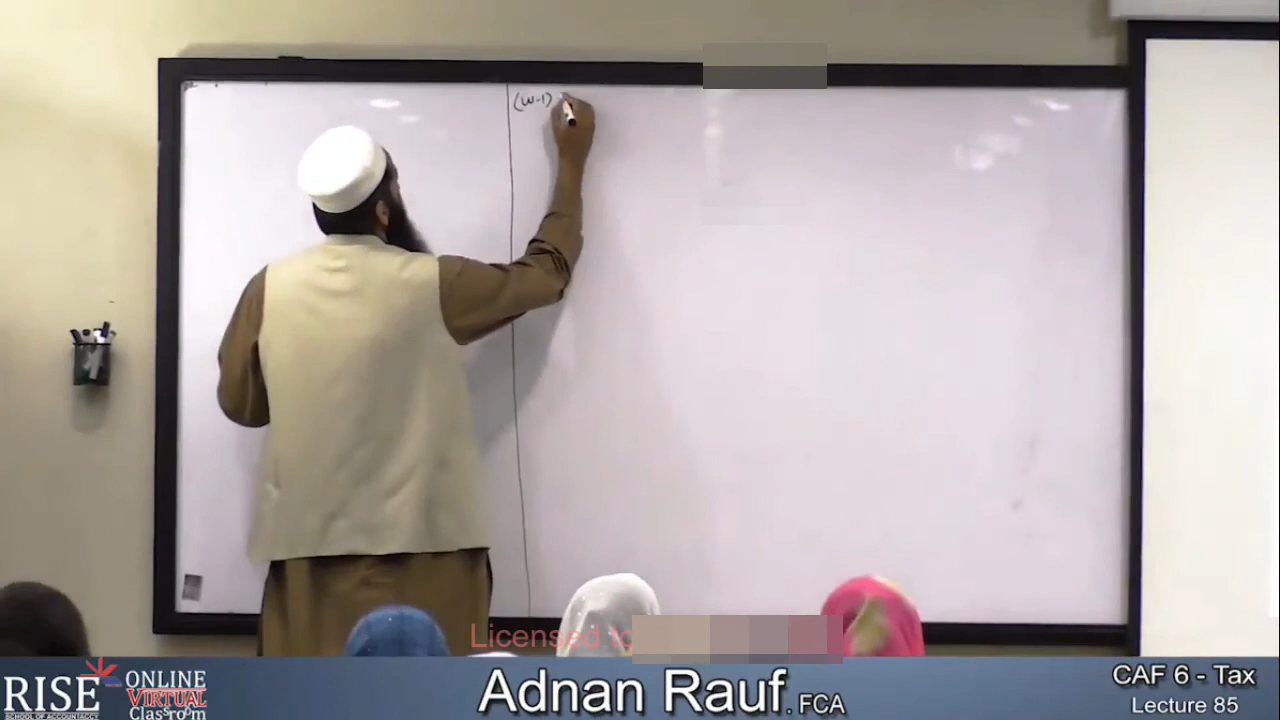 (W-1)
Licensed to
RISE
SCHOOL OF ACCOUNTANCY
ONLINE
VIRTUAL
Classroom
Adnan Rauf. FCA
CAF 6 - Tax
Lecture 85